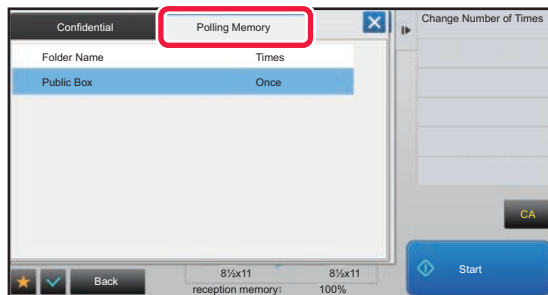 Confidential
Polling Memory
Change Number of Times
Folder Name Times
Public Box Once
CA
Start
Back
8½x11 8½x11
reception memory: 100%